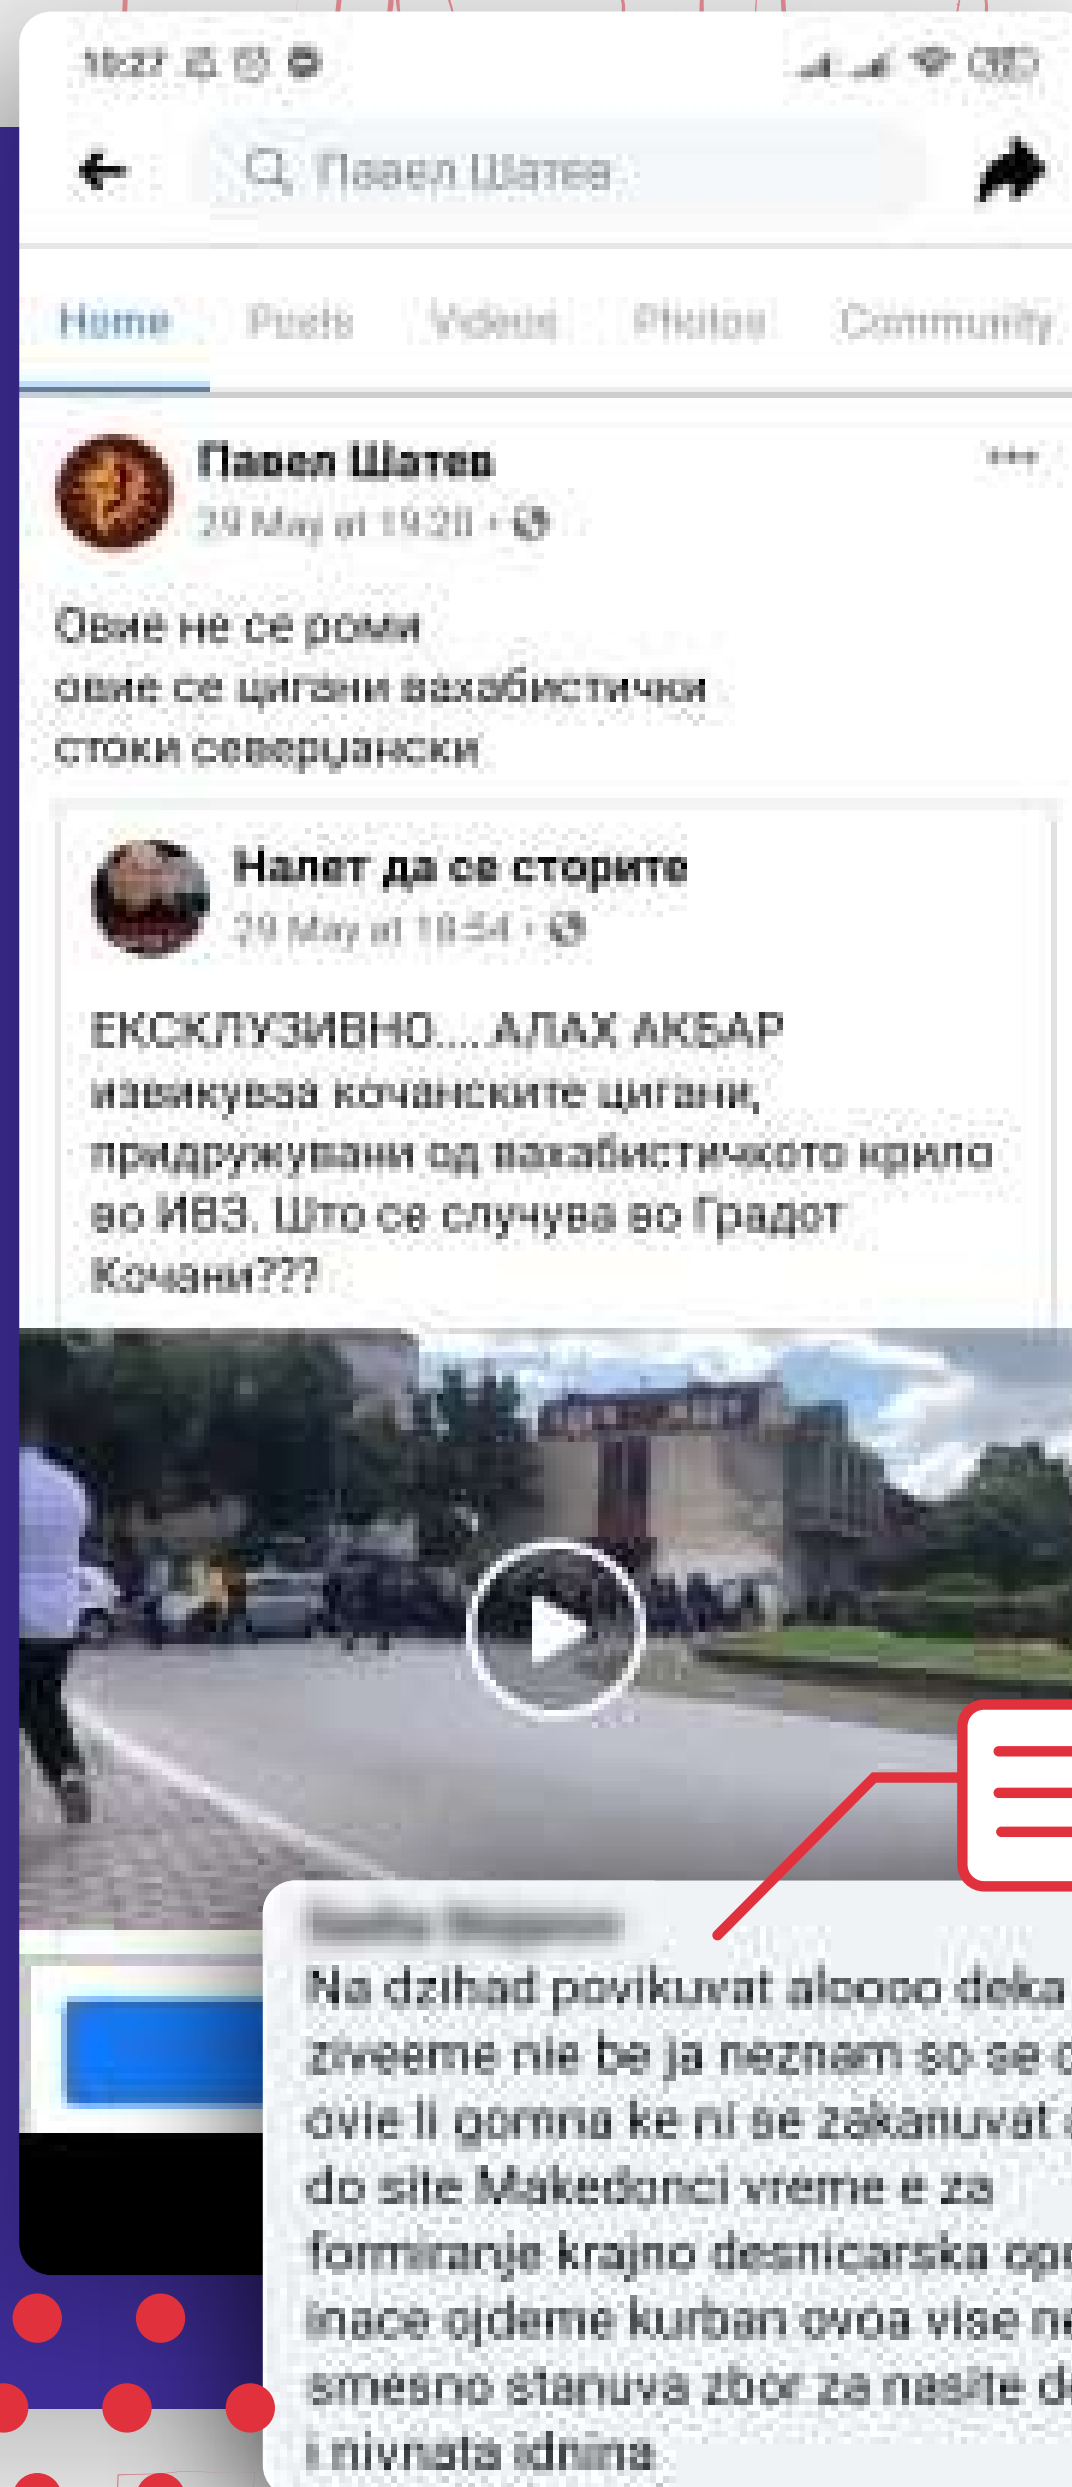 Павел Шатев
Home Posts Videos Photos Community
Павел Шатев
29 May at 19:20
Овие не се роми
овие се цигани вахабистички
стоки северџански
Налет да се сторите
29 May at 18:54
ЕКСКЛУЗИВНО.... АЛАХ АКБАР
извикуваа кочанските цигани,
придружувани од вахабистичкото крило
во ИВЗ. Што се случува во Градот
Кочани???
Na dzihad povikuvat aloooo deka
ziveeme nie be ja neznam so se
ovie li gomna ke ni se zakanuvat
do site Makedonci vreme e za
formiranje krajno desnicarska
inace ojdeme kurban ovoa vise
smesno stanuva zbor za nasite
i nivnata idnina